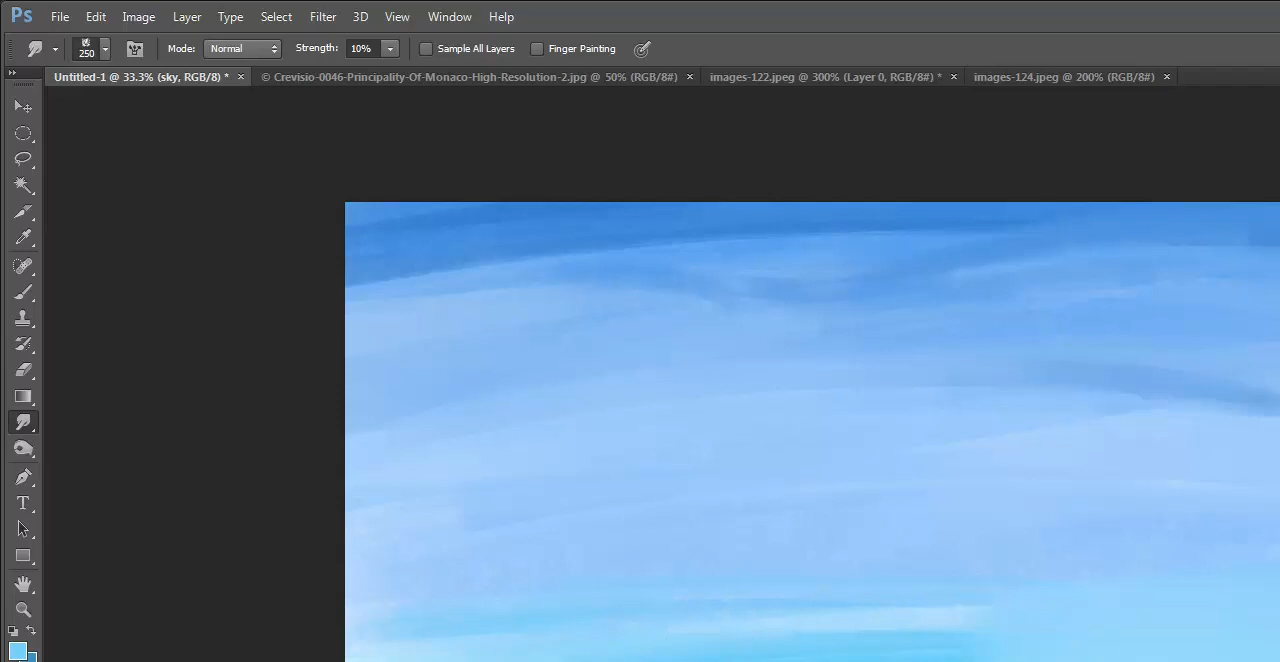 Ps File Edit Image Layer Type Select Filter 3D View Window Help
250 Mode: Normal Strength: 10% Sample All Layers Finger Painting
Untitled-1 @ 33.3% (sky, RGB/8) * × © Crevisio-0046-Principality-Of-Monaco-High-Resolution-2.jpg @ 50% (RGB/8#) × images-122.jpeg @ 300% (Layer 0, RGB/8#) * × images-124.jpeg @ 200% (RGB/8#) ×
T